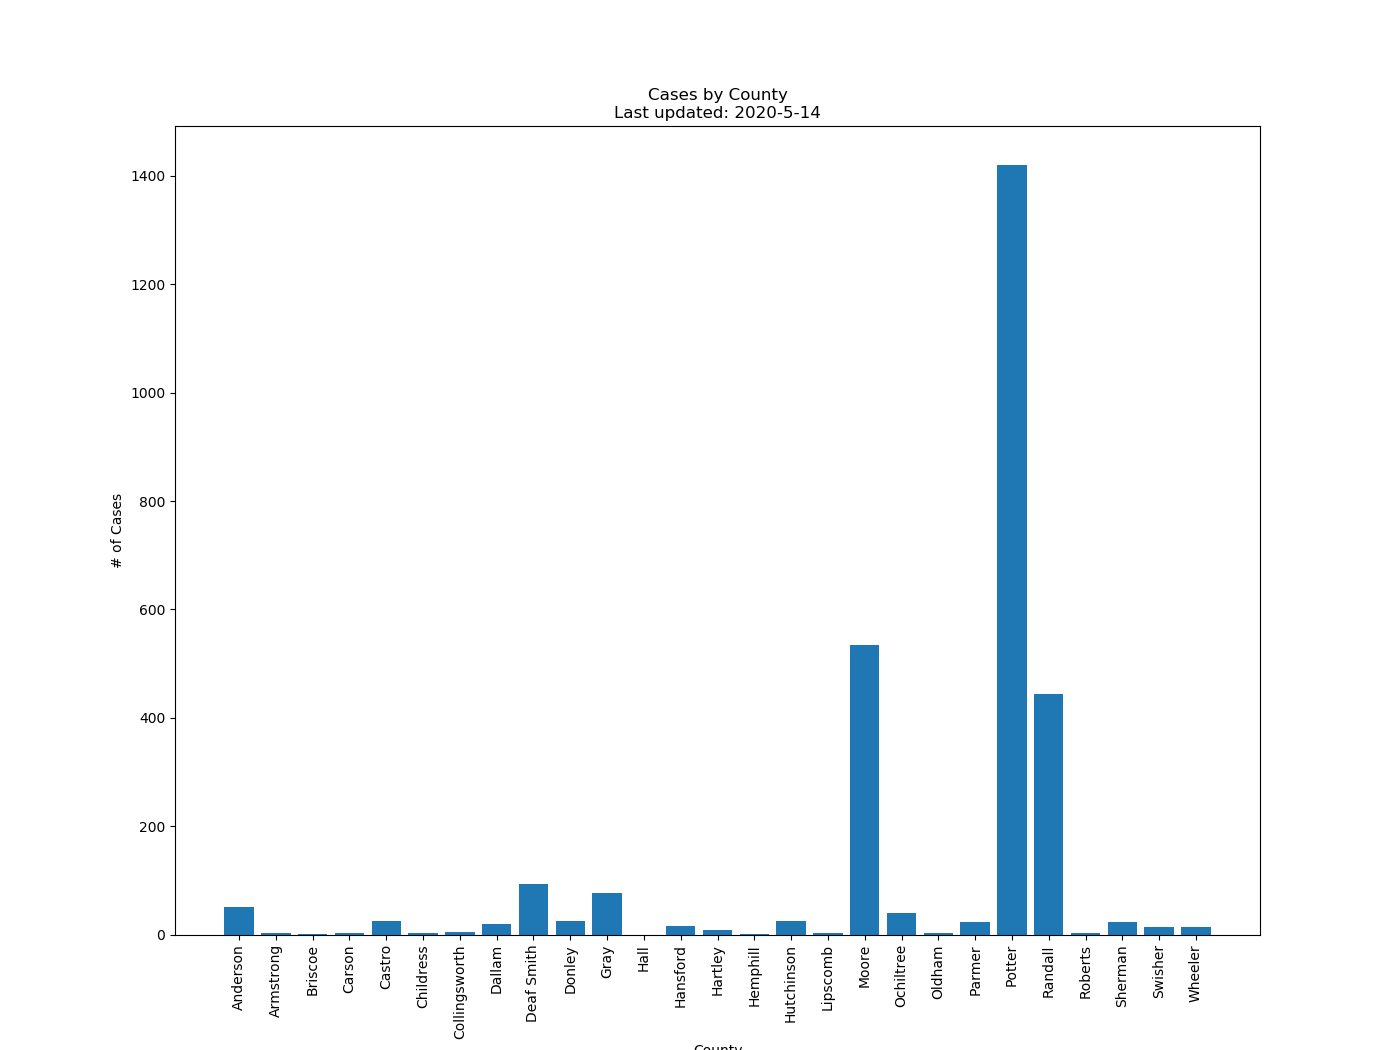 Cases by County
Last updated: 2020-5-14
# of Cases
1400
1200
1000
800
600
400
200
0
Anderson
Armstrong
Briscoe
Carson
Castro
Childress
Collingsworth
Dallam
Deaf Smith
Donley
Gray
Hall
Hansford
Hartley
Hemphill
Hutchinson
Lipscomb
Moore
Ochiltree
Oldham
Parmer
Potter
Randall
Roberts
Sherman
Swisher
Wheeler
County